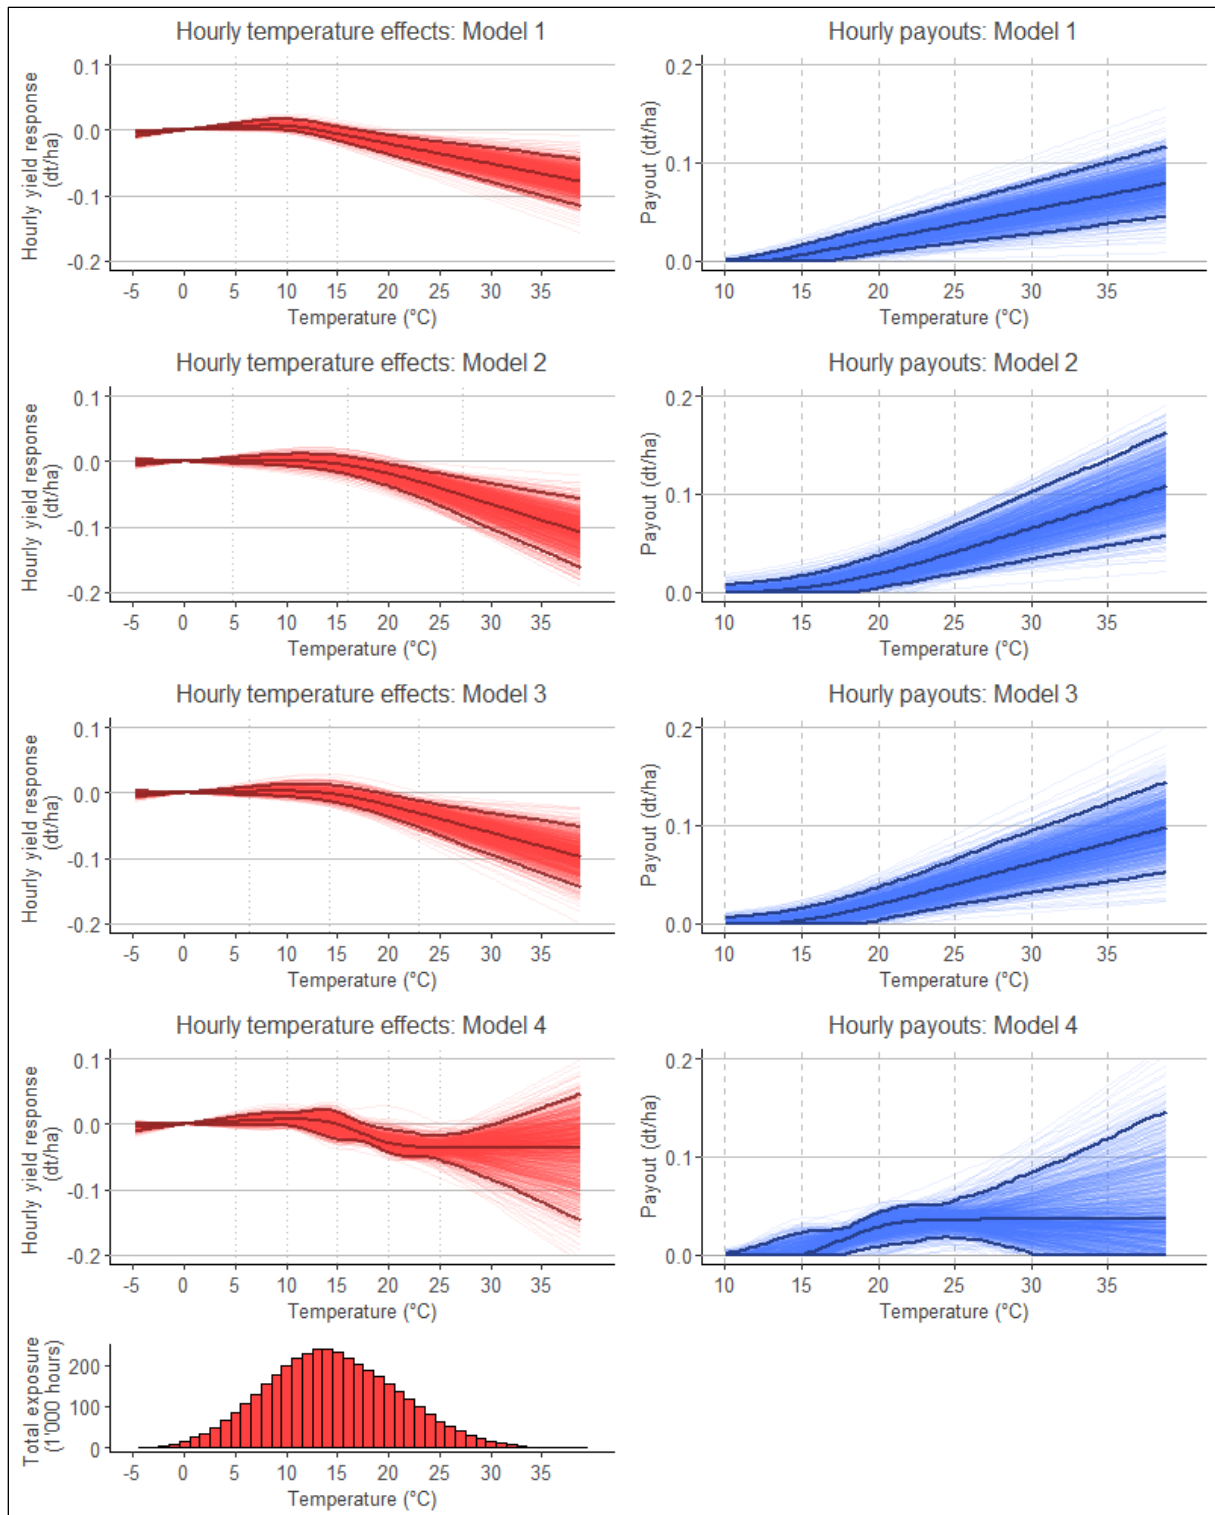 Hourly temperature effects: Model 1
Hourly yield response
(dt/ha)
0.1
0.0
-0.1
-0.2
-5 0 5 10 15 20 25 30 35
Temperature (°C)
Hourly payouts: Model 1
Payout (dt/ha)
0.2
0.1
0.0
10 15 20 25 30 35
Temperature (°C)
Hourly temperature effects: Model 2
Hourly yield response
(dt/ha)
0.1
0.0
-0.1
-0.2
-5 0 5 10 15 20 25 30 35
Temperature (°C)
Hourly payouts: Model 2
Payout (dt/ha)
0.2
0.1
0.0
10 15 20 25 30 35
Temperature (°C)
Hourly temperature effects: Model 3
Hourly yield response
(dt/ha)
0.1
0.0
-0.1
-0.2
-5 0 5 10 15 20 25 30 35
Temperature (°C)
Hourly payouts: Model 3
Payout (dt/ha)
0.2
0.1
0.0
10 15 20 25 30 35
Temperature (°C)
Hourly temperature effects: Model 4
Hourly yield response
(dt/ha)
0.1
0.0
-0.1
-0.2
-5 0 5 10 15 20 25 30 35
Temperature (°C)
Hourly payouts: Model 4
Payout (dt/ha)
0.2
0.1
0.0
10 15 20 25 30 35
Temperature (°C)
Total exposure
(1'000 hours)
200
100
0
-5 0 5 10 15 20 25 30 35
Temperature (°C)